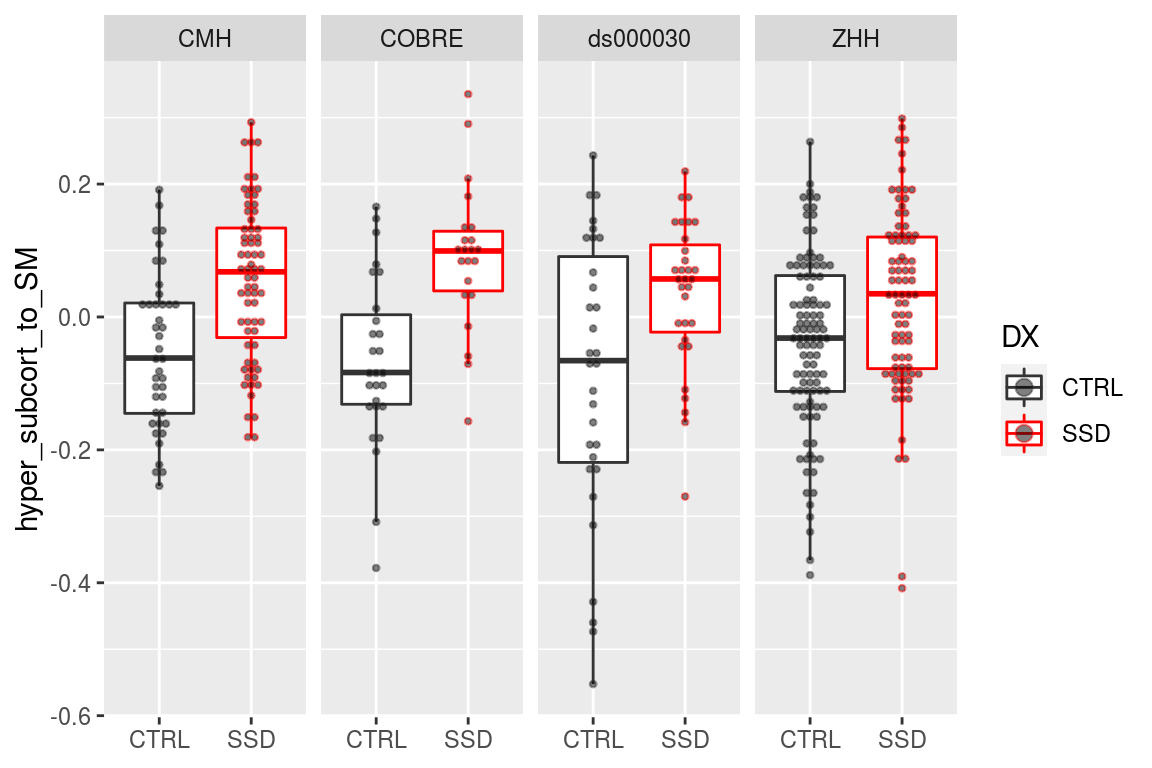 CMH COBRE ds000030 ZHH
hyper_subcort_to_SM
0.2
0.0
-0.2
-0.4
-0.6
CTRL SSD CTRL SSD CTRL SSD CTRL SSD
DX
CTRL
SSD